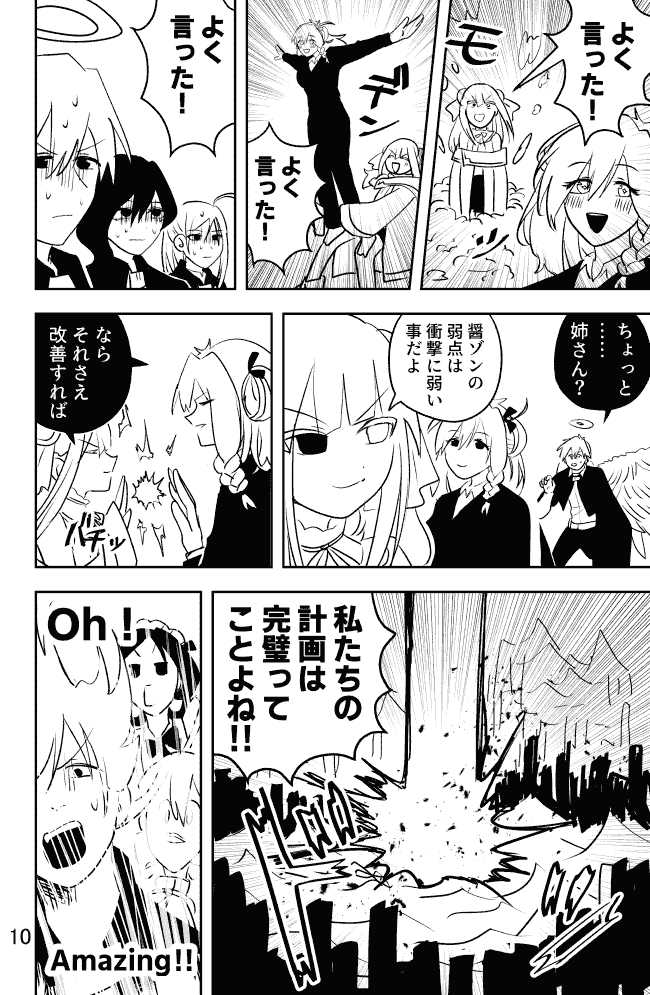 よく
言った！
モ
デン
よく
言った！
よく
言った！
ちょっと
……
姉さん？
醤ゾンの
弱点は
衝撃に弱い
事だよ
なら
それさえ
改善すれば
バチッ
私たちの
計画は
完璧って
ことよね!!
Oh！
Amazing!!
10